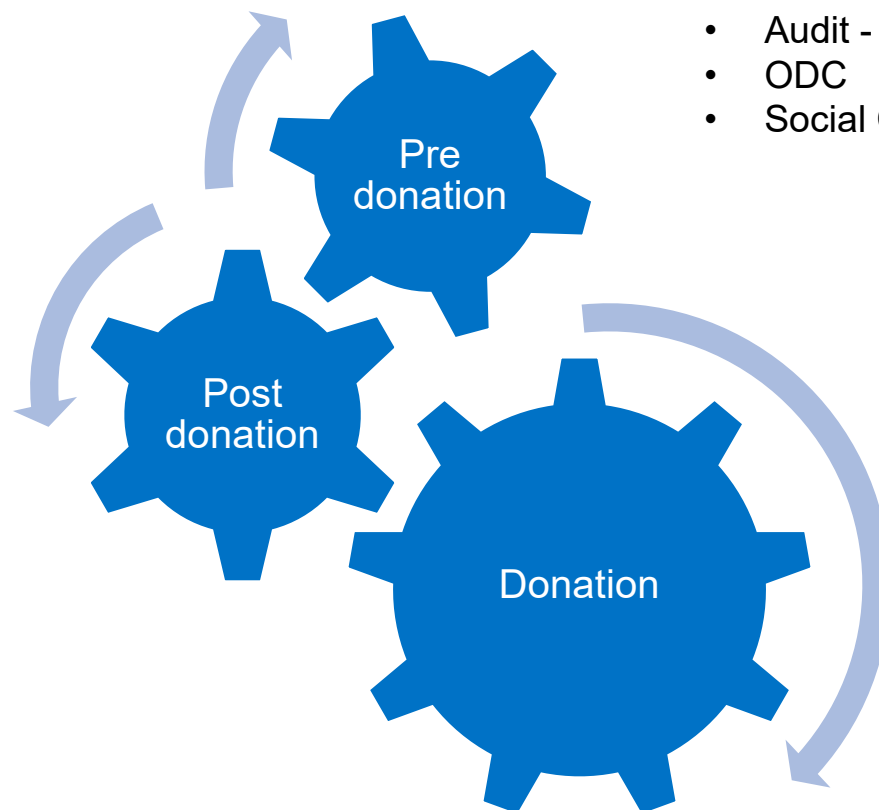 • Audit -
• ODC
• Social
Pre
donation
Post
donation
Donation